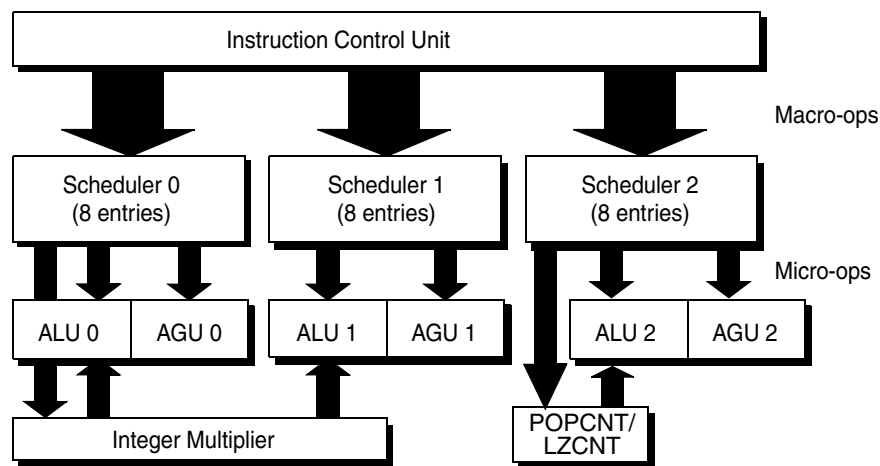 Instruction Control Unit
Macro-ops
Scheduler 0
(8 entries)
Scheduler 1
(8 entries)
Scheduler 2
(8 entries)
Micro-ops
ALU 0
AGU 0
ALU 1
AGU 1
ALU 2
AGU 2
Integer Multiplier
POPCNT/
LZCNT